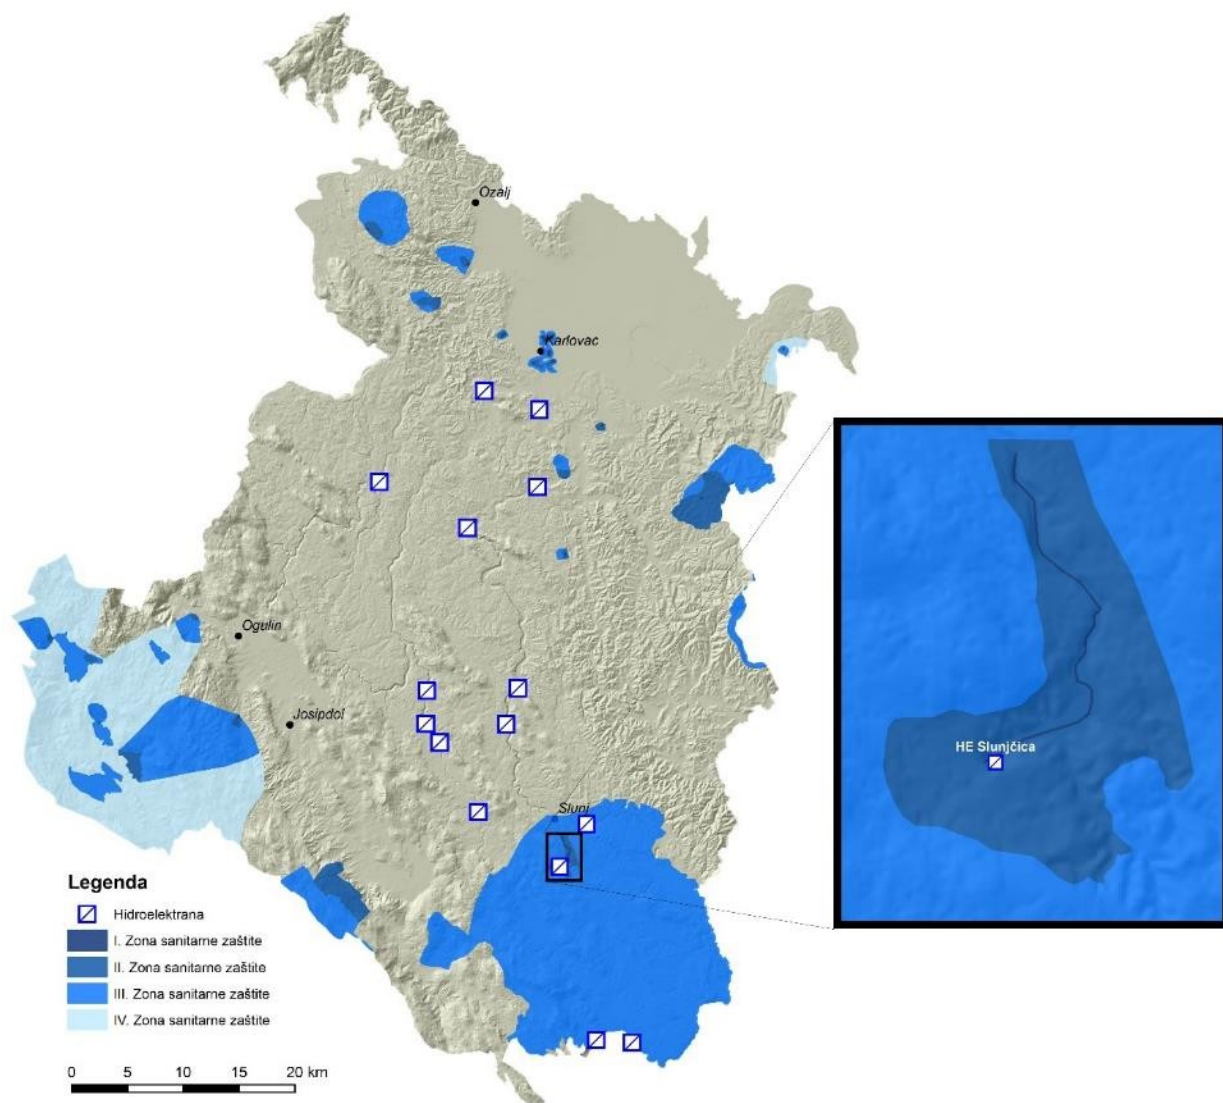 Ozalj
Karlovac
Ogulin
Josipdol
Slunj
HE Slunjčica
Legenda
Hidroelektrana
I. Zona sanitarne zaštite
II. Zona sanitarne zaštite
III. Zona sanitarne zaštite
IV. Zona sanitarne zaštite
0 5 10 15 20 km